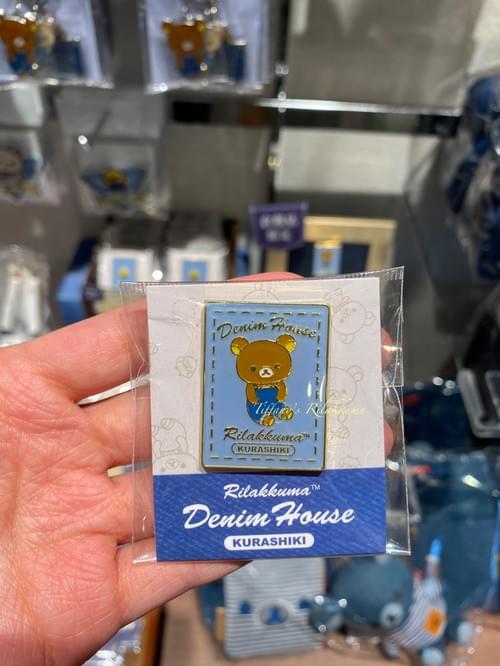 Denim House
Tiffany's Rilakkuma
Rilakkuma™
KURASHIKI
Rilakkuma™
Denim House
KURASHIKI